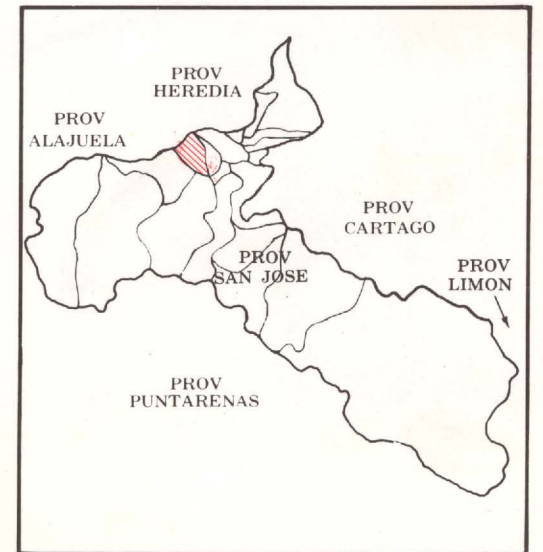 PROV
HEREDIA
PROV
ALAJUELA
PROV
CARTAGO
PROV
SAN JOSE
PROV
LIMON
PROV
PUNTARENAS